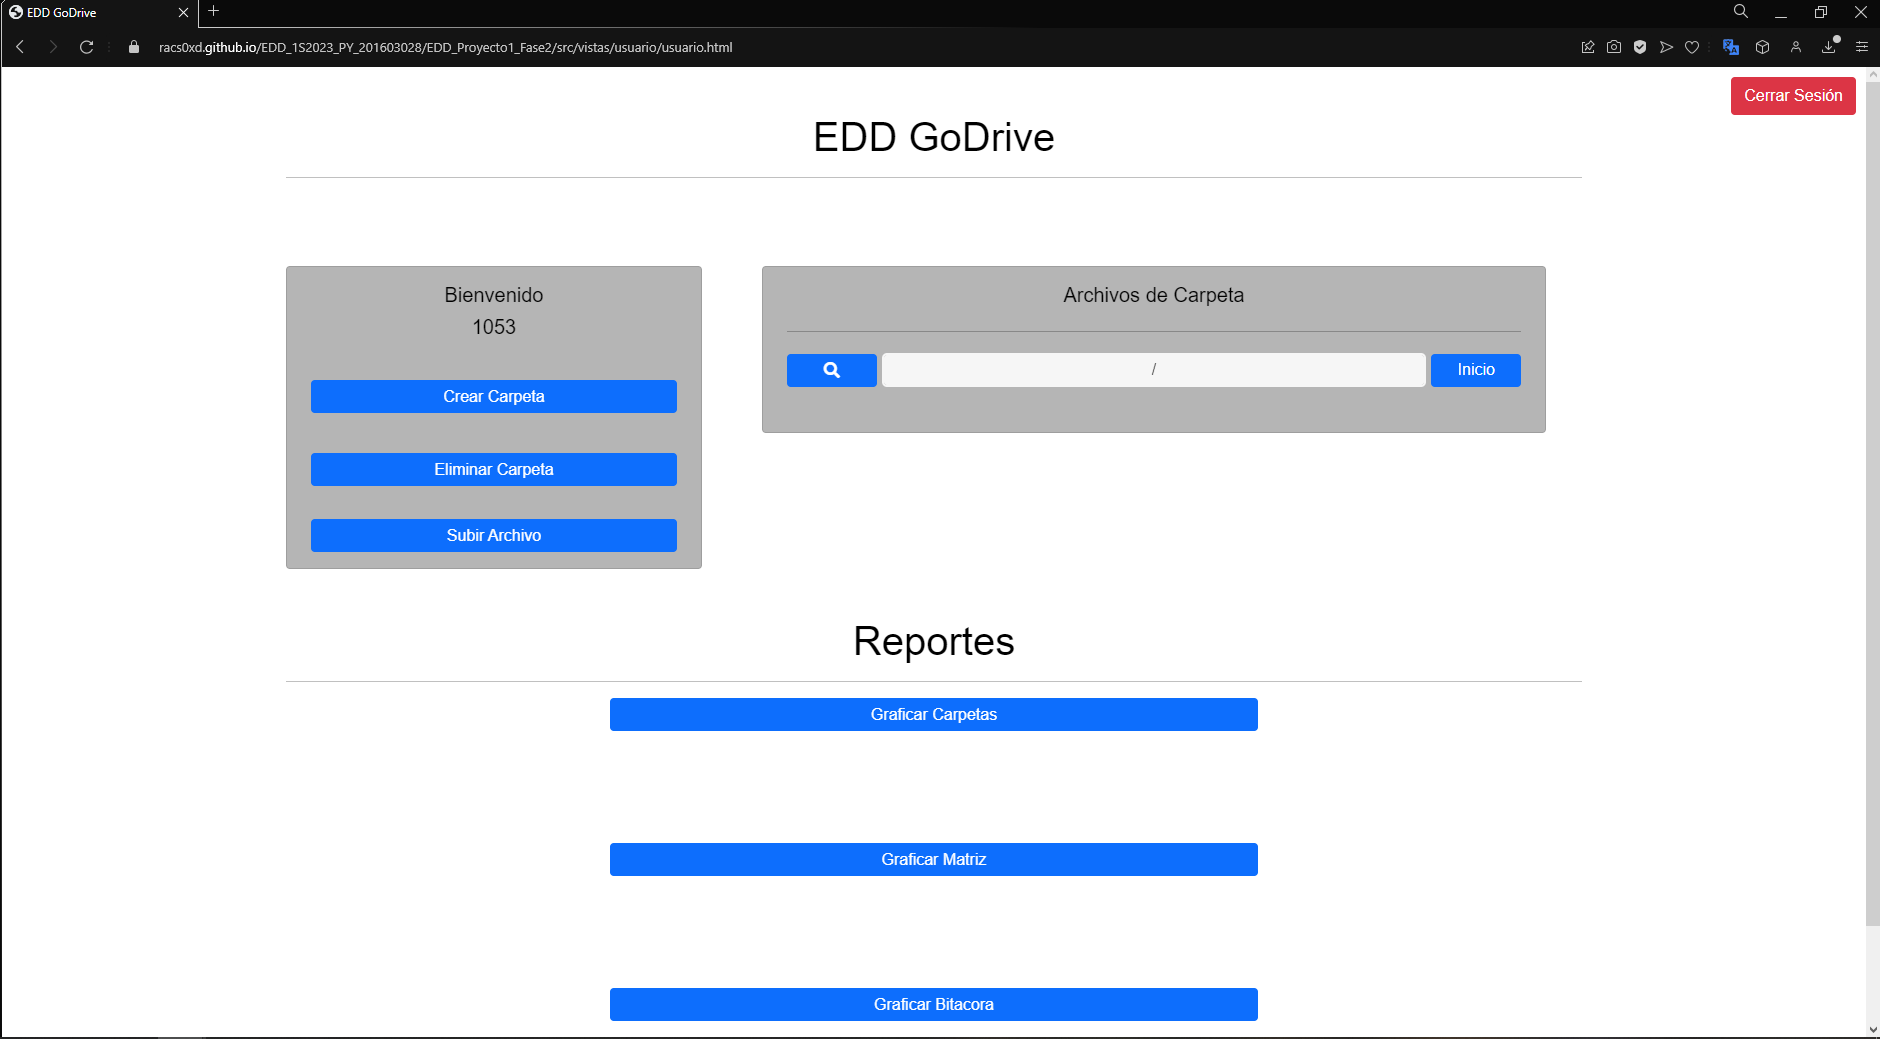 EDD GoDrive
racs0xd.github.io/EDD_1S2023_PY_201603028/EDD_Proyecto1_Fase2/src/vistas/usuario/usuario.html
Cerrar Sesión
EDD GoDrive
Bienvenido
1053
Crear Carpeta
Eliminar Carpeta
Subir Archivo
Archivos de Carpeta
/
Inicio
Reportes
Graficar Carpetas
Graficar Matriz
Graficar Bitacora